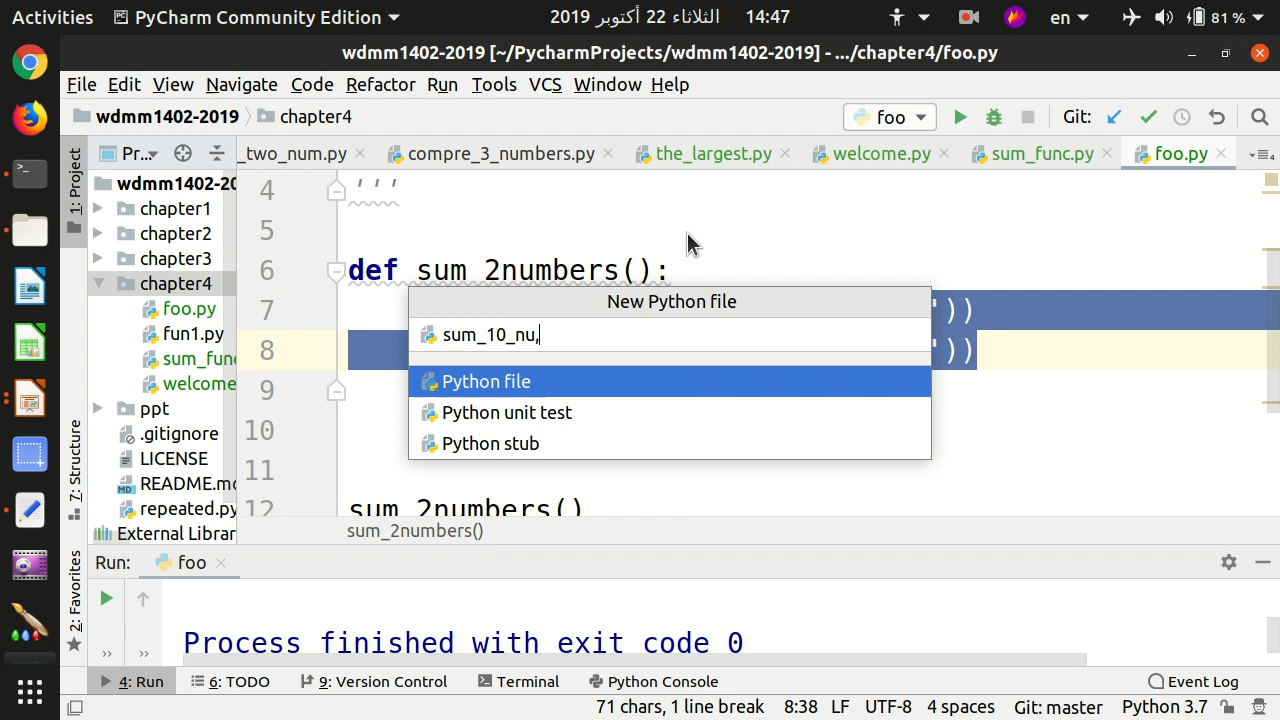 Activities PyCharm Community Edition 14:47 الثلاثاء 22 أكتوبر 2019 en 81 %
wdmm1402-2019 [~/PycharmProjects/wdmm1402-2019] - .../chapter4/foo.py
File Edit View Navigate Code Refactor Run Tools VCS Window Help
wdmm1402-2019 chapter4 foo Git:
1: Project
Pr... _two_num.py compre_3_numbers.py the_largest.py welcome.py sum_func.py foo.py 4
wdmm1402-20
chapter1
chapter2
chapter3
chapter4
foo.py
fun1.py
sum_fun
welcome
ppt
.gitignore
LICENSE
README.m
repeated.py
External Librar
7: Structure
2: Favorites
4 '''
5
6 def sum_2numbers():
7 '))
8 '))
9
10
11
12 sum_2numbers()
sum_2numbers()
New Python file
sum_10_nu,
Python file
Python unit test
Python stub
Run: foo
Process finished with exit code 0
4: Run 6: TODO 9: Version Control Terminal Python Console Event Log
71 chars, 1 line break 8:38 LF UTF-8 4 spaces Git: master Python 3.7